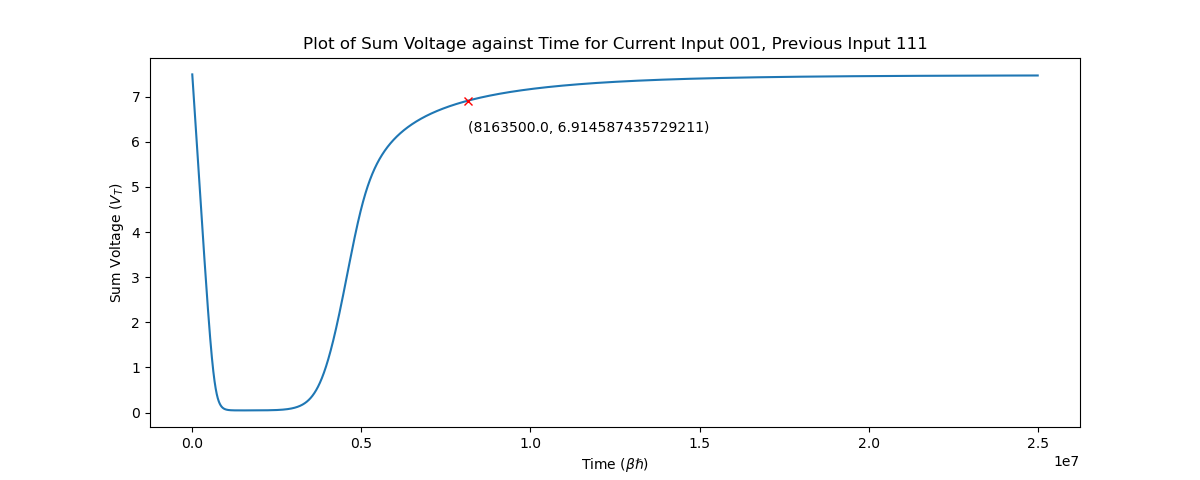 Plot of Sum Voltage against Time for Current Input 001, Previous Input 111
7
6
5
4
3
2
1
0
Sum Voltage (V_T)
(8163500.0, 6.914587435729211)
0.0 0.5 1.0 1.5 2.0 2.5
1e7
Time (βℏ)